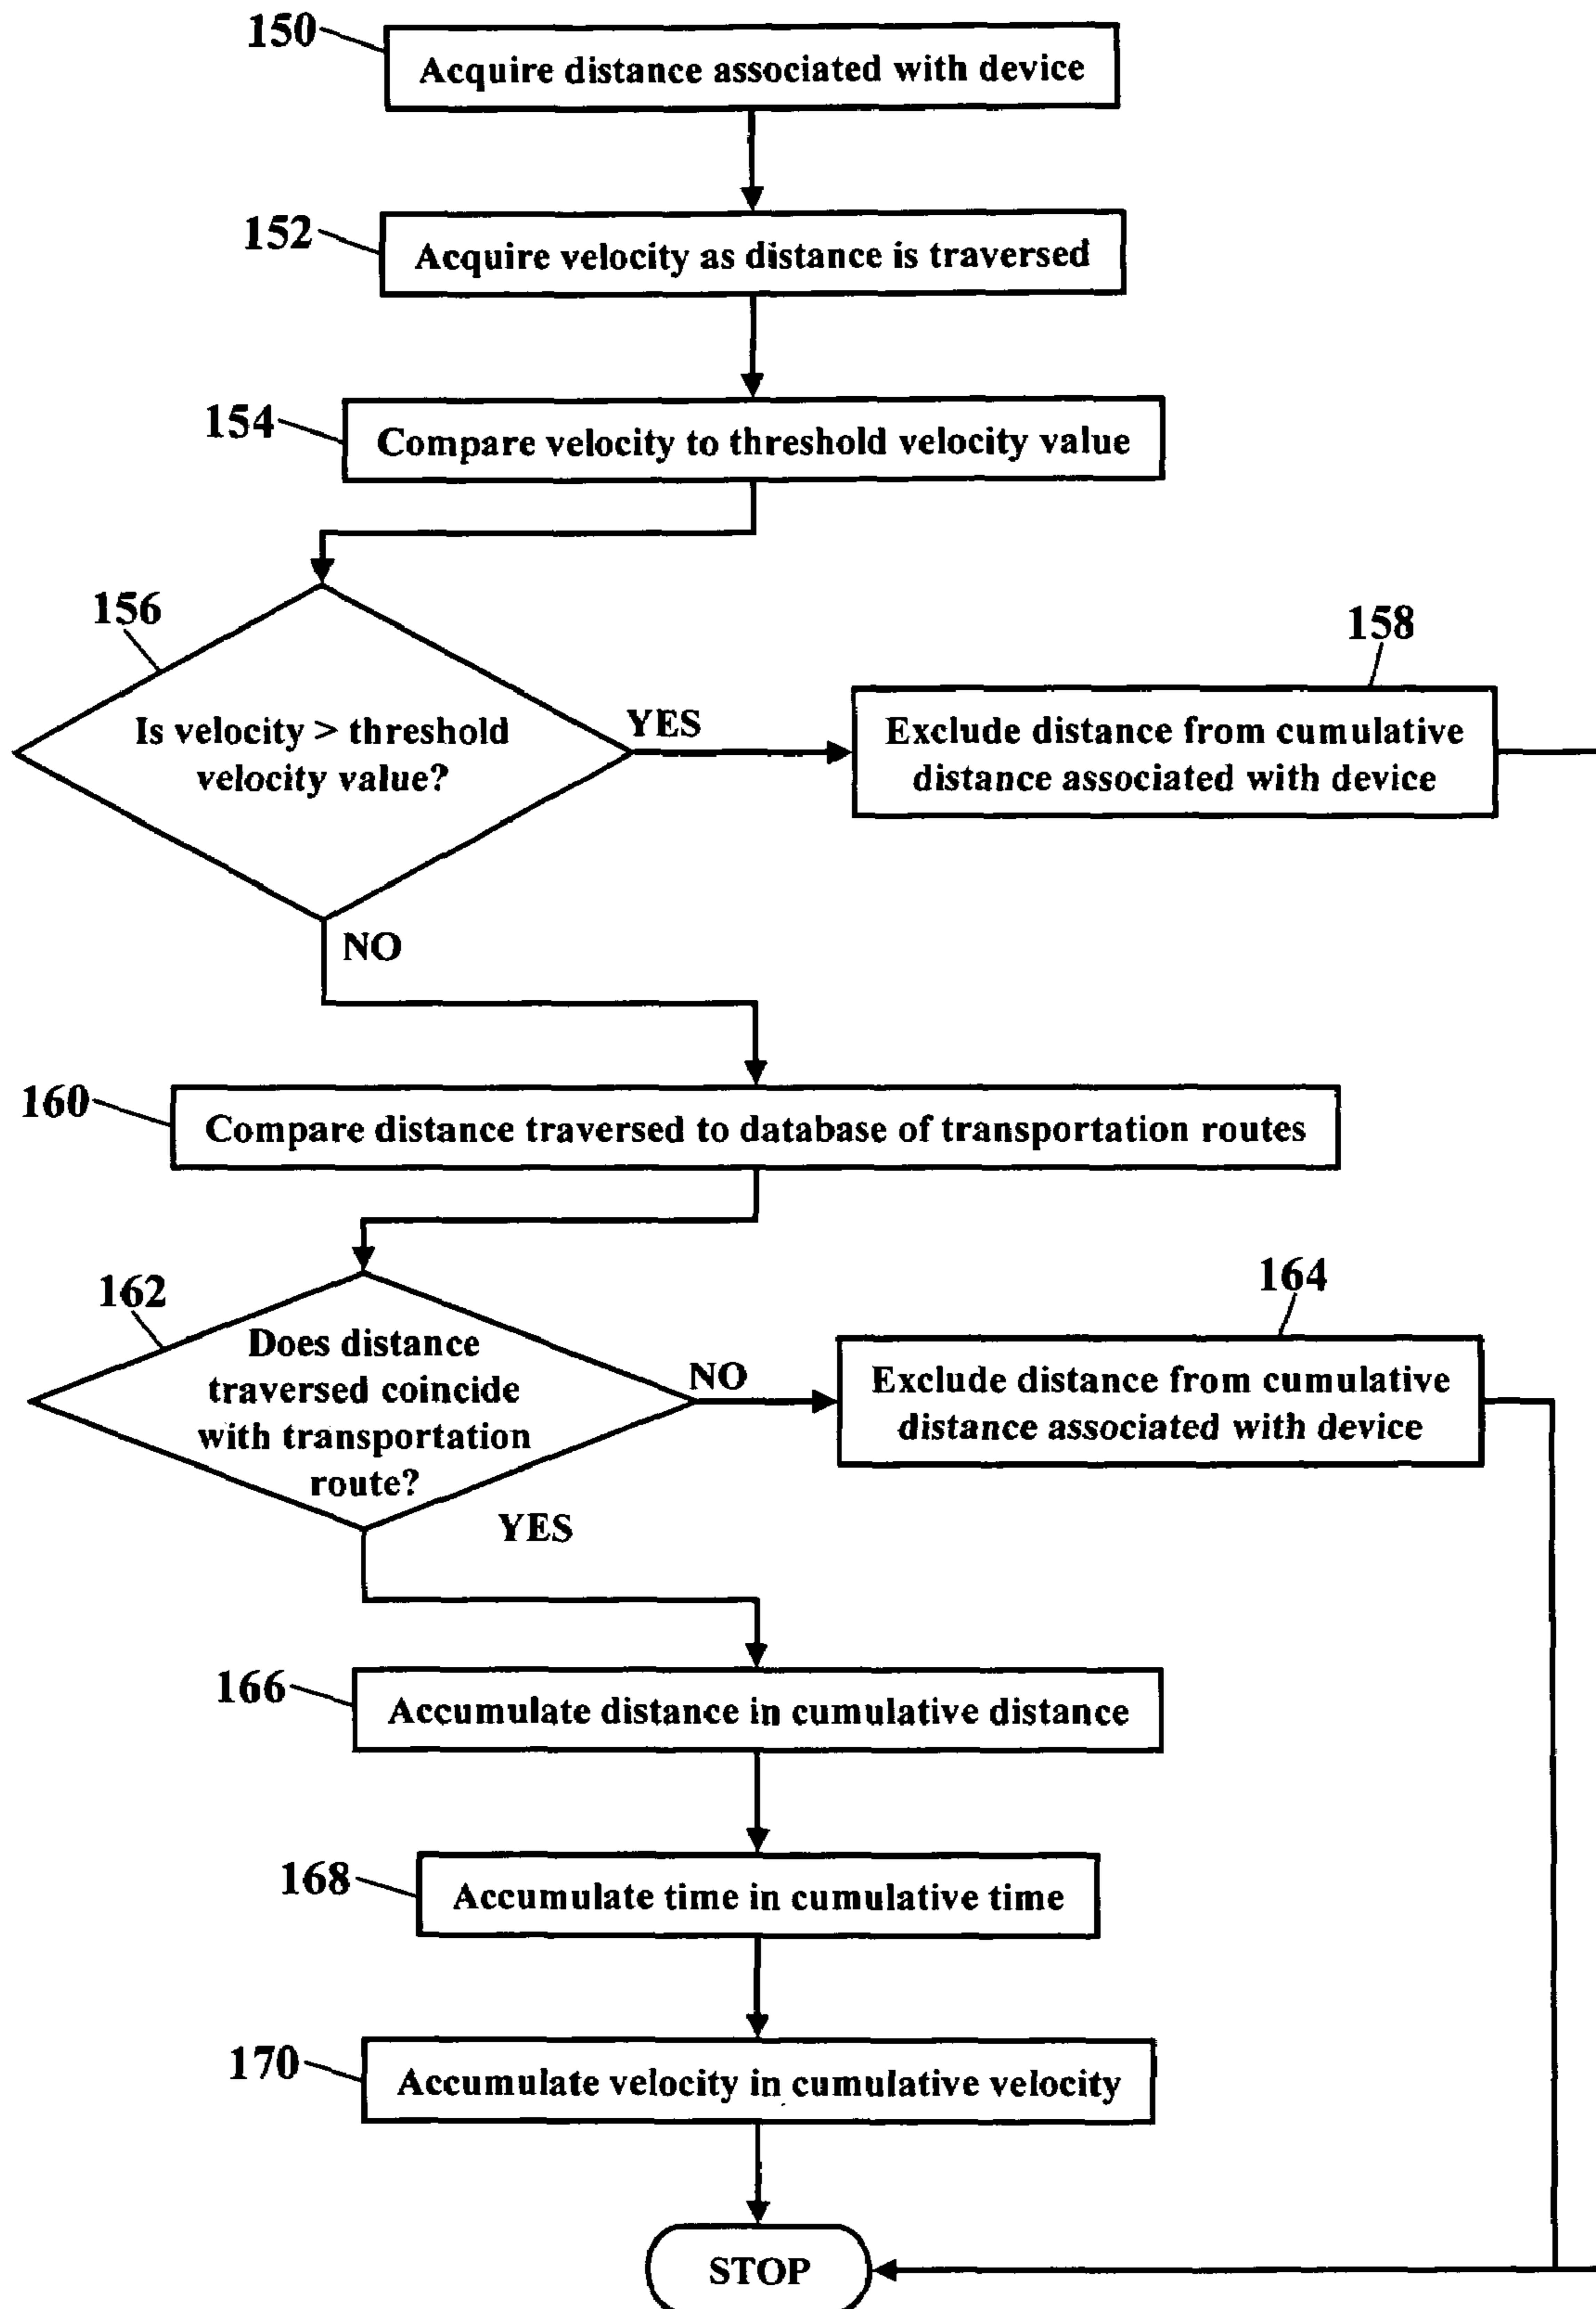 150
Acquire distance associated with device
152
Acquire velocity as distance is traversed
154
Compare velocity to threshold velocity value
156
Is velocity > threshold
velocity value?
YES
158
Exclude distance from cumulative
distance associated with device
NO
160
Compare distance traversed to database of transportation routes
162
Does distance
traversed coincide
with transportation
route?
NO
164
Exclude distance from cumulative
distance associated with device
YES
166
Accumulate distance in cumulative distance
168
Accumulate time in cumulative time
170
Accumulate velocity in cumulative velocity
STOP